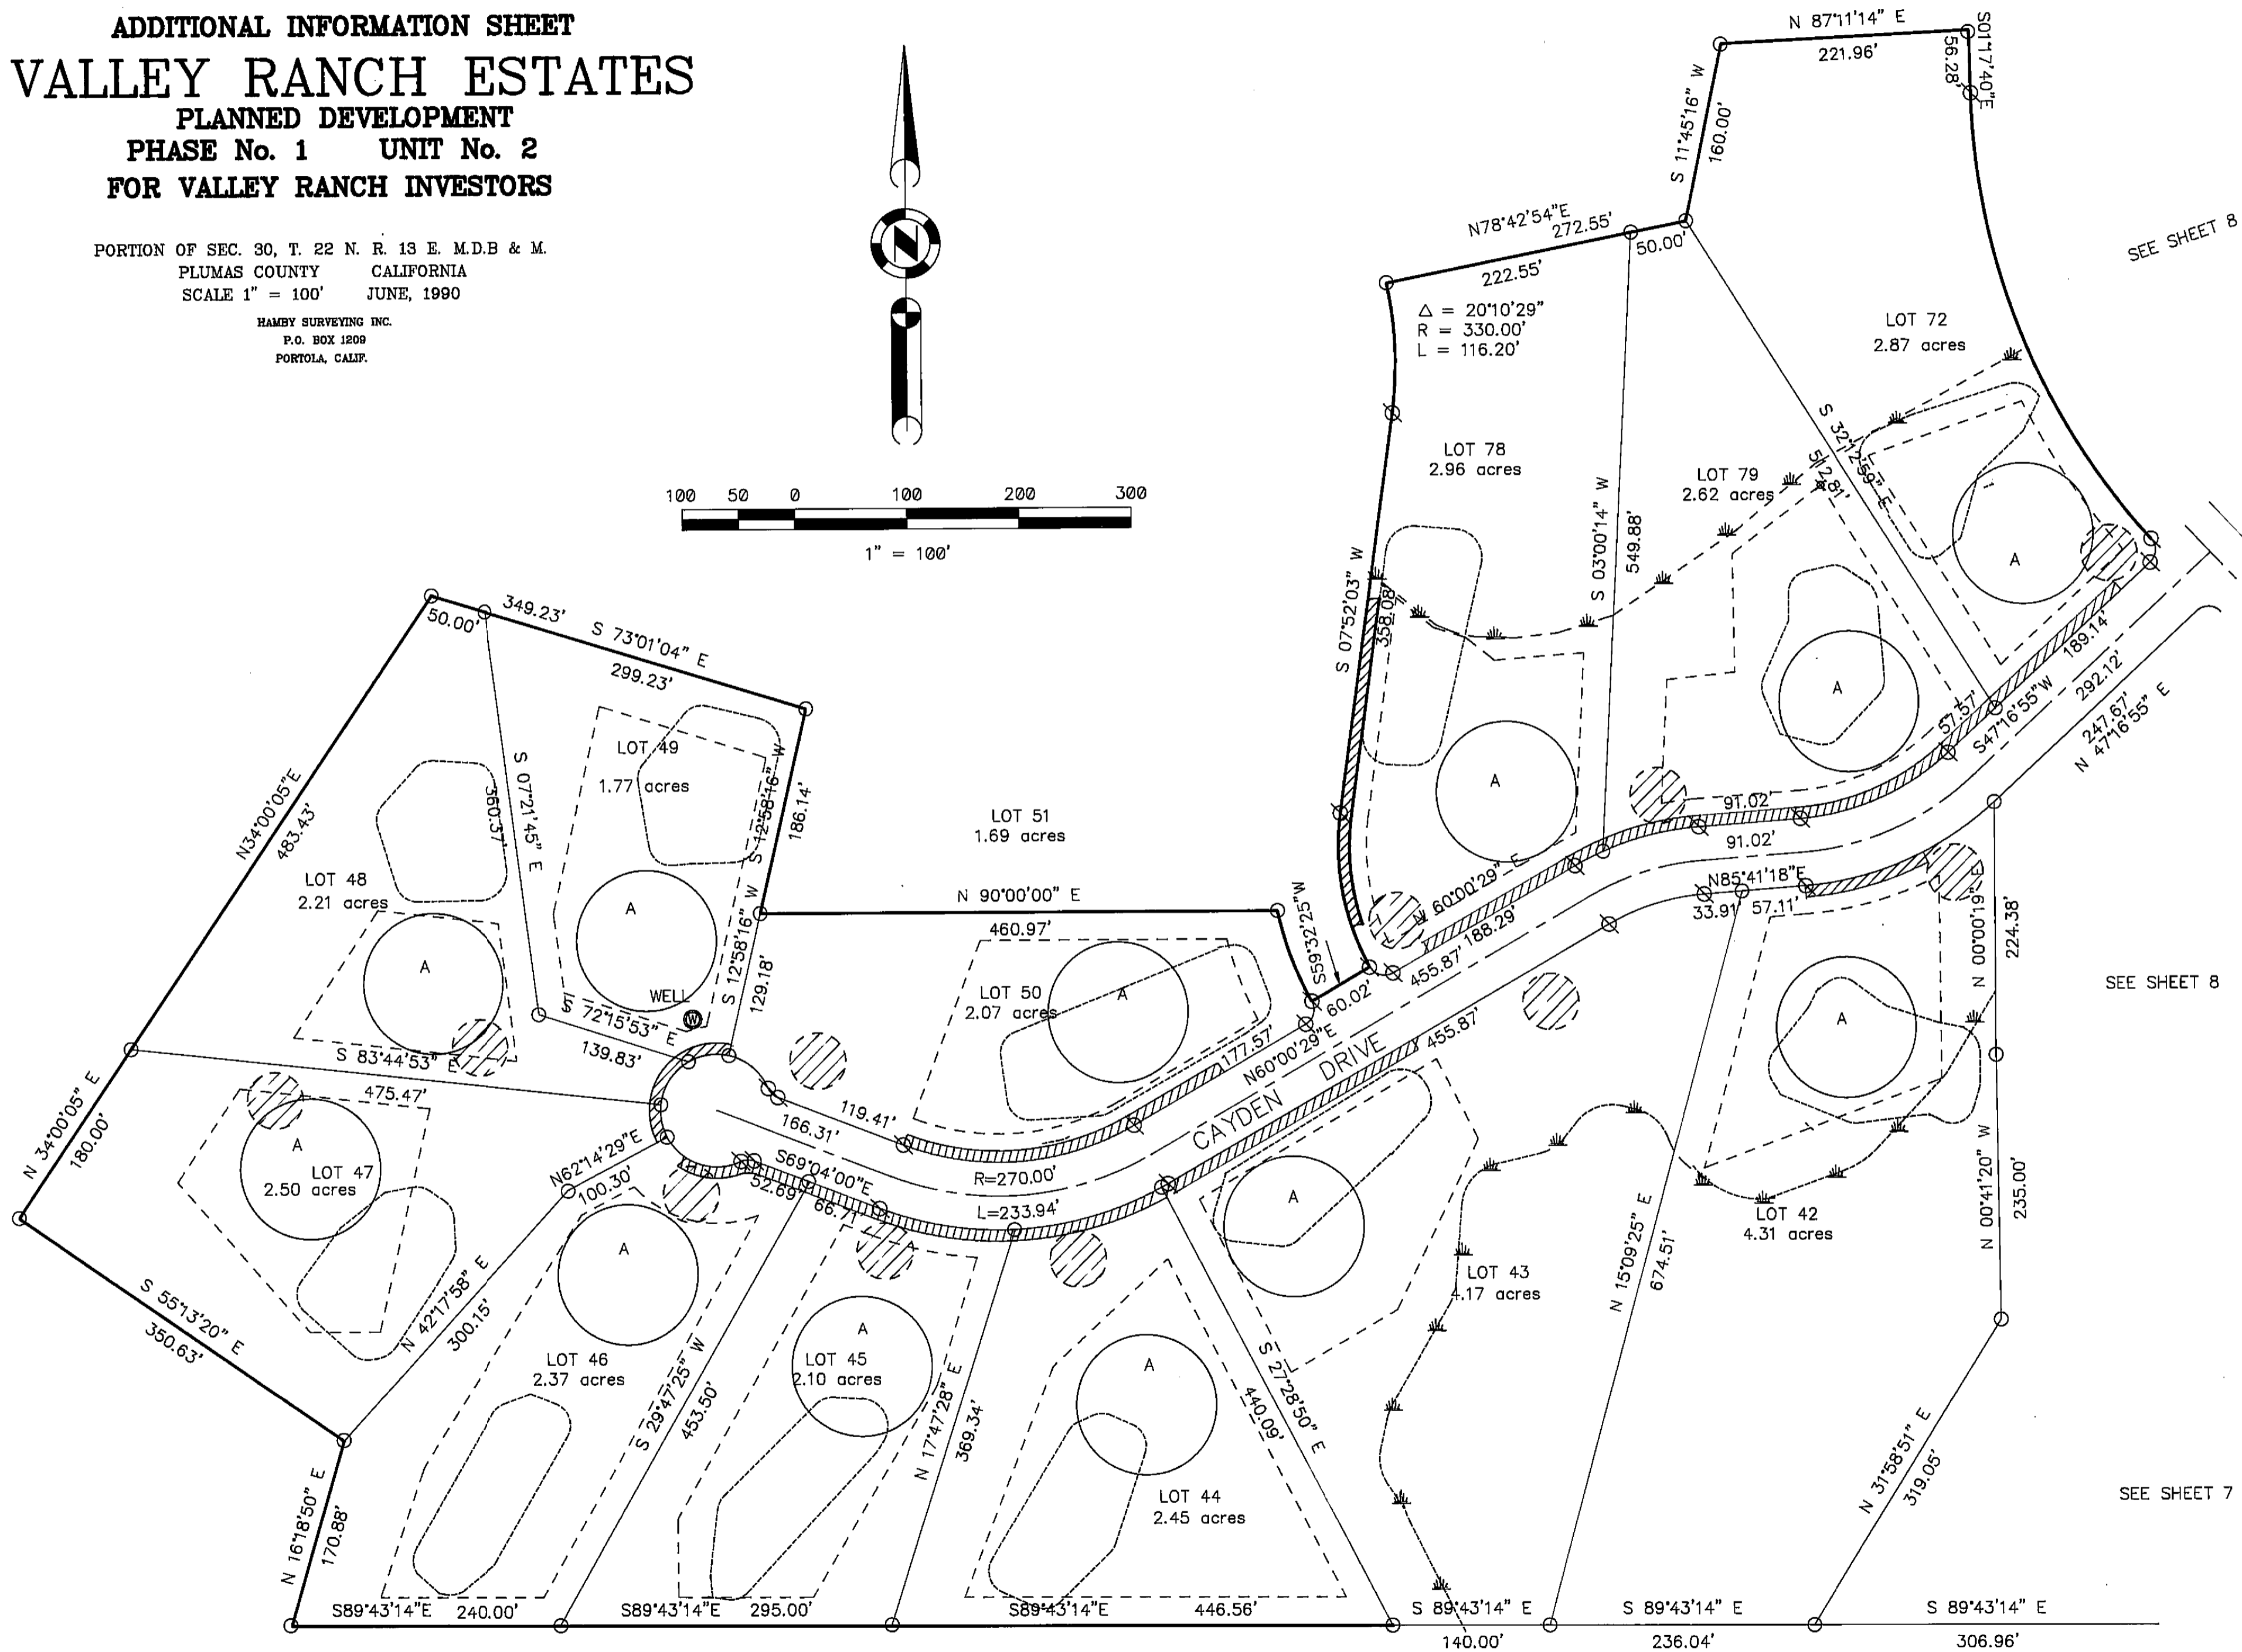 ADDITIONAL INFORMATION SHEET
VALLEY RANCH ESTATES
PLANNED DEVELOPMENT
PHASE No. 1 UNIT No. 2
FOR VALLEY RANCH INVESTORS
PORTION OF SEC. 30, T. 22 N. R. 13 E. M.D.B & M.
PLUMAS COUNTY CALIFORNIA
SCALE 1" = 100' JUNE, 1990
HAMBY SURVEYING INC.
P.O. BOX 1209
PORTOLA, CALIF.
N
100 50 0 100 200 300
1" = 100'
N 87°11'14" E
221.96'
S01°17'40"E
56.28'
S 11°45'16" W
160.00'
N78°42'54"E
272.55'
50.00'
222.55'
Δ = 20°10'29"
R = 330.00'
L = 116.20'
SEE SHEET 8
LOT 72
2.87 acres
LOT 78
2.96 acres
LOT 79
2.62 acres
S 32°12'59" E
512.81'
S 03°00'14" W
549.88'
S 07°52'03" W
358.08'
A
A
A
189.14'
292.12'
57.57'
S47°16'55"W
247.67'
N 47°16'55" E
91.02'
91.02'
N85°41'18"E
33.91'
57.11'
N 60°00'29" E
188.29'
455.87'
S59°32'25"W
60.02'
N60°00'29"E
CAYDEN DRIVE
455.87'
349.23'
50.00'
S 73°01'04" E
299.23'
N34°00'05"E
483.43'
S 07°21'45" E
360.37'
LOT 49
1.77 acres
S 12°58'16" W
186.14'
LOT 51
1.69 acres
N 90°00'00" E
460.97'
LOT 48
2.21 acres
A
A
S 12°58'16" W
129.18'
WELL
W
S 72°15'53" E
139.83'
LOT 50
2.07 acres
A
177.57'
S 83°44'53" E
475.47'
119.41'
166.31'
S69°04'00"E
52.69'
66.71'
R=270.00'
L=233.94'
N 34°00'05" E
180.00'
A
LOT 47
2.50 acres
N62°14'29"E
100.30'
S 55°13'20" E
350.63'
N 42°17'58" E
300.15'
A
LOT 46
2.37 acres
S 29°47'25" W
453.50'
A
LOT 45
2.10 acres
N 17°47'28" E
369.34'
A
LOT 44
2.45 acres
S 27°28'50" E
440.09'
A
LOT 43
4.17 acres
N 15°09'25" E
674.51'
A
LOT 42
4.31 acres
N 00°00'19" E
224.38'
SEE SHEET 8
N 00°41'20" W
235.00'
N 31°58'51" E
319.05'
SEE SHEET 7
N 16°18'50" E
170.88'
S89°43'14"E 240.00'
S89°43'14"E 295.00'
S89°43'14"E 446.56'
S 89°43'14" E
140.00'
S 89°43'14" E
236.04'
S 89°43'14" E
306.96'